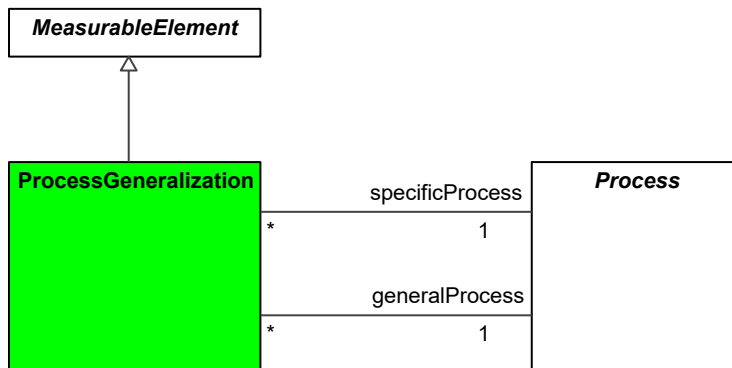 MeasurableElement
ProcessGeneralization
Process
specificProcess
* 1
generalProcess
* 1